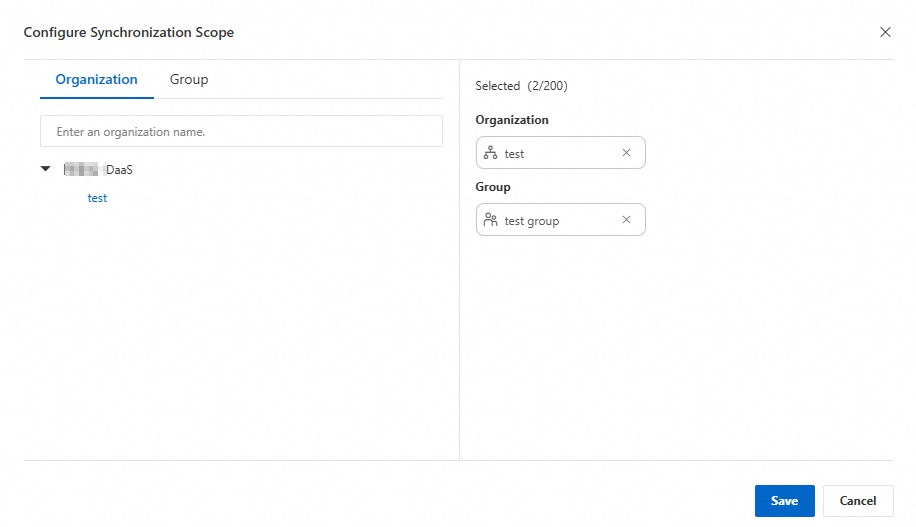 Configure Synchronization Scope
Organization
Group
Enter an organization name.
DaaS
test
Selected (2/200)
Organization
test
Group
test group
Save
Cancel